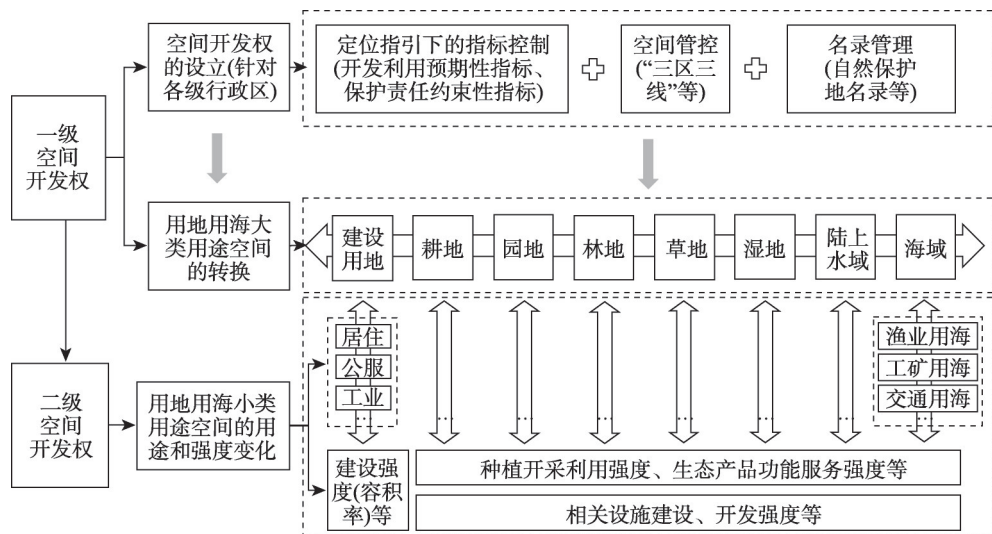 一级
空间
开发权
空间开发权
的设立(针对
各级行政区)
定位指引下的指标控制
(开发利用预期性指标、
保护责任约束性指标)
空间管控
(“三区三
线”等)
名录管理
(自然保护
地名录等)
用地用海大
类用途空间
的转换
建设
用地
耕地
园地
林地
草地
湿地
陆上
水域
海域
二级
空间
开发权
用地用海小类
用途空间的用
途和强度变化
居住
公服
工业
…
…
…
…
…
…
…
渔业用海
工矿用海
交通用海
…
建设强
度(容积
率)等
种植开采利用强度、生态产品功能服务强度等
相关设施建设、开发强度等